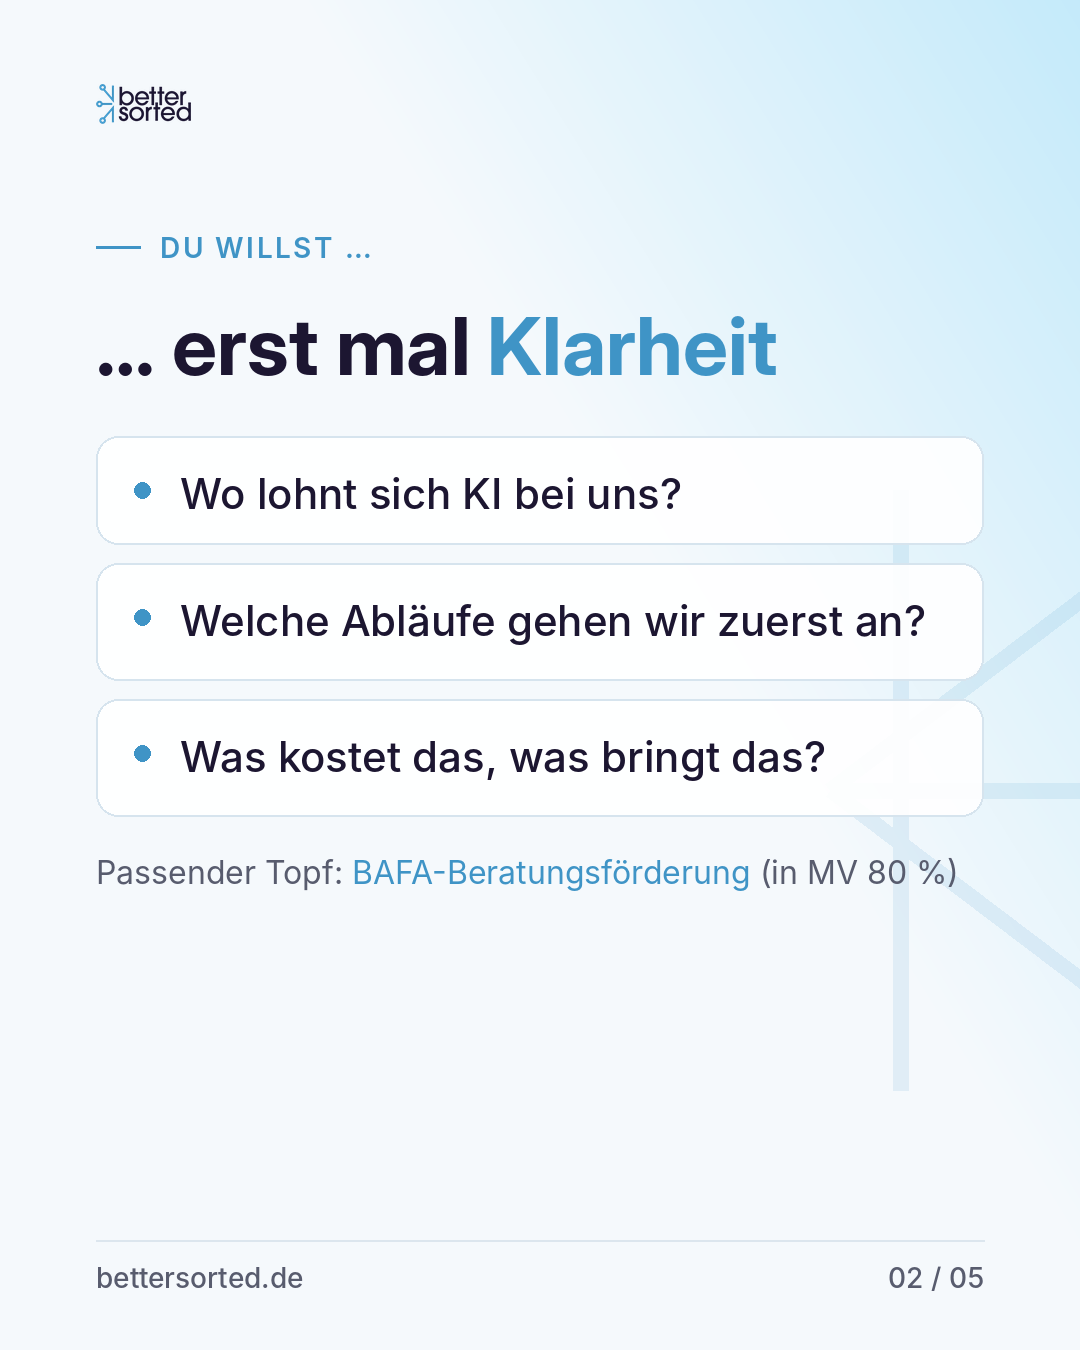 better
sorted
DU WILLST ...
... erst mal Klarheit
Wo lohnt sich KI bei uns?
Welche Abläufe gehen wir zuerst an?
Was kostet das, was bringt das?
Passender Topf: BAFA-Beratungsförderung (in MV 80 %)
bettersorted.de
02 / 05